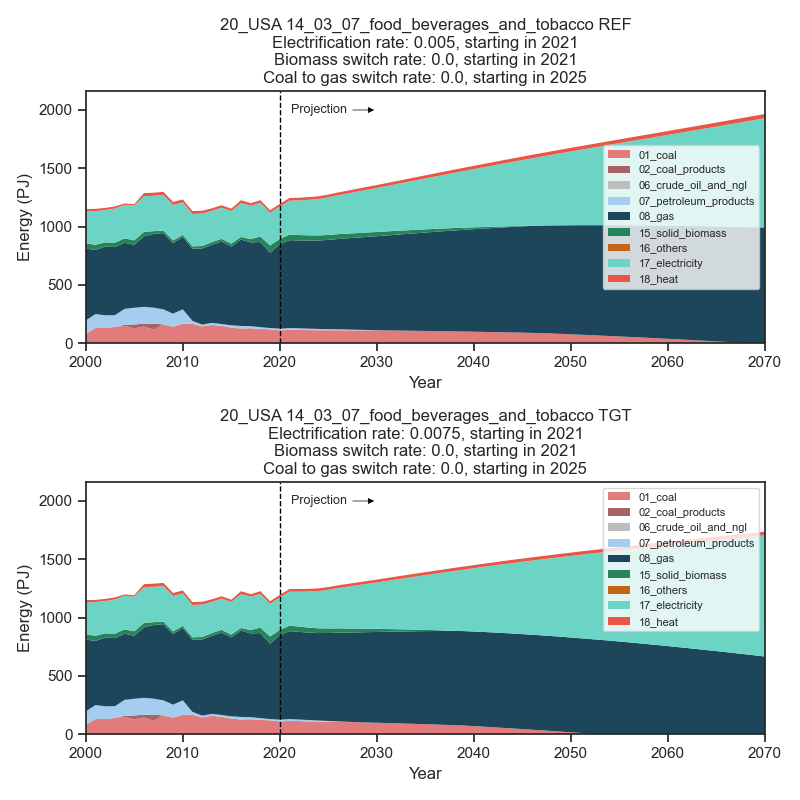 20_USA 14_03_07_food_beverages_and_tobacco REF
Electrification rate: 0.005, starting in 2021
Biomass switch rate: 0.0, starting in 2021
Coal to gas switch rate: 0.0, starting in 2025
Projection
2000
1500
1000
500
0
Energy (PJ)
01_coal
02_coal_products
06_crude_oil_and_ngl
07_petroleum_products
08_gas
15_solid_biomass
16_others
17_electricity
18_heat
2000 2010 2020 2030 2040 2050 2060 2070
Year
20_USA 14_03_07_food_beverages_and_tobacco TGT
Electrification rate: 0.0075, starting in 2021
Biomass switch rate: 0.0, starting in 2021
Coal to gas switch rate: 0.0, starting in 2025
Projection
2000
1500
1000
500
0
Energy (PJ)
01_coal
02_coal_products
06_crude_oil_and_ngl
07_petroleum_products
08_gas
15_solid_biomass
16_others
17_electricity
18_heat
2000 2010 2020 2030 2040 2050 2060 2070
Year